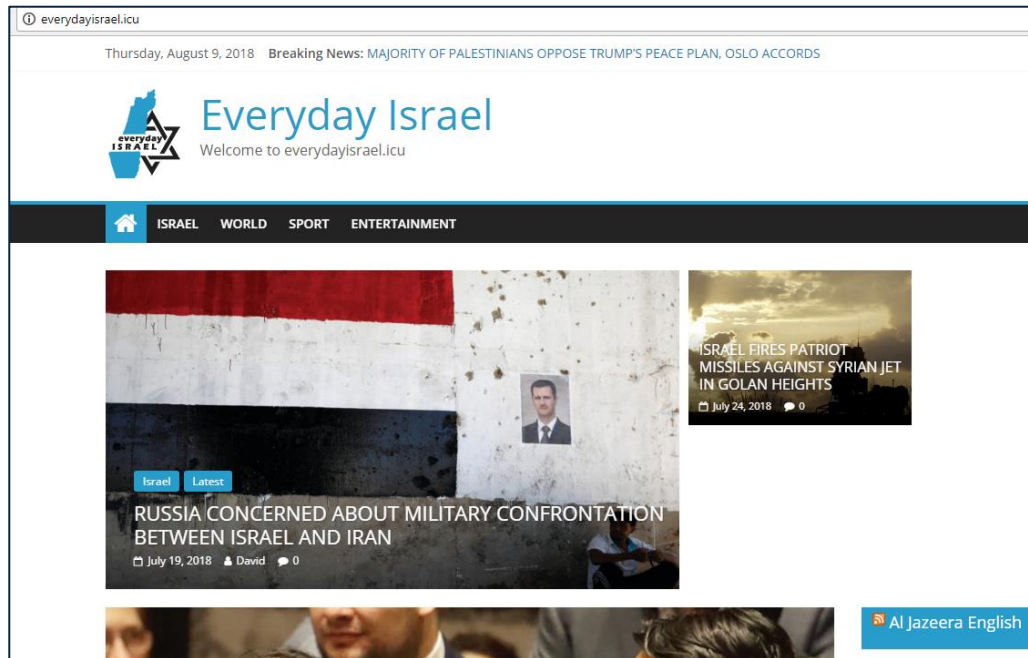 everydayisrael.icu
Thursday, August 9, 2018 Breaking News: MAJORITY OF PALESTINIANS OPPOSE TRUMP'S PEACE PLAN, OSLO ACCORDS
everyday
ISRAEL
Everyday Israel
Welcome to everydayisrael.icu
ISRAEL WORLD SPORT ENTERTAINMENT
Israel Latest
RUSSIA CONCERNED ABOUT MILITARY CONFRONTATION
BETWEEN ISRAEL AND IRAN
July 19, 2018 David 0
ISRAEL FIRES PATRIOT
MISSILES AGAINST SYRIAN JET
IN GOLAN HEIGHTS
July 24, 2018 0
Al Jazeera English